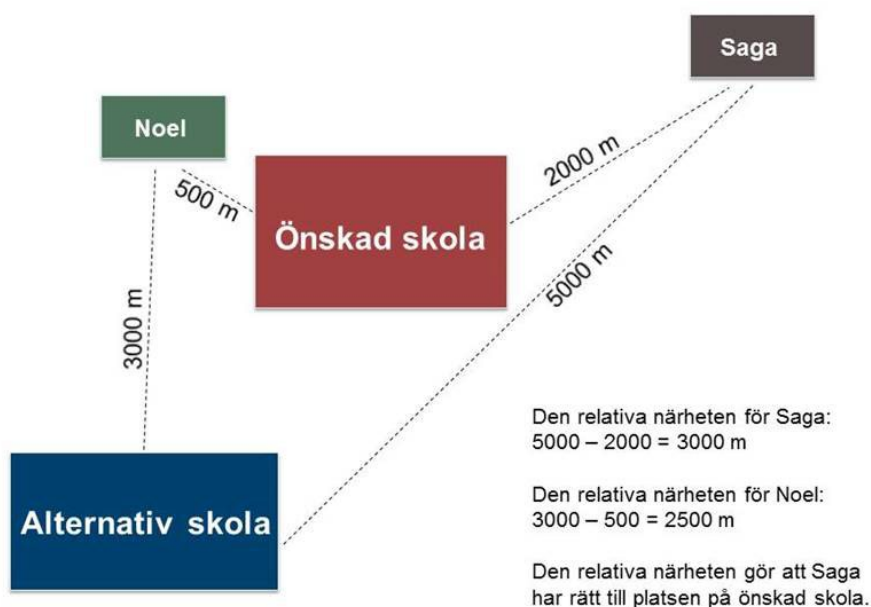 Saga
Noel
500 m
2000 m
Önskad skola
5000 m
3000 m
Alternativ skola
Den relativa närheten för Saga:
5000 – 2000 = 3000 m
Den relativa närheten för Noel:
3000 – 500 = 2500 m
Den relativa närheten gör att Saga
har rätt till platsen på önskad skola.